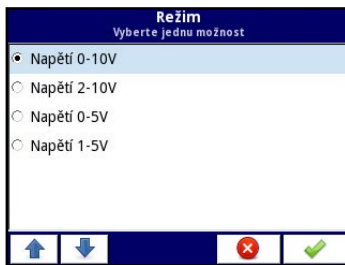 Režim
Vyberte jednu možnost
Napětí 0-10V
Napětí 2-10V
Napětí 0-5V
Napětí 1-5V